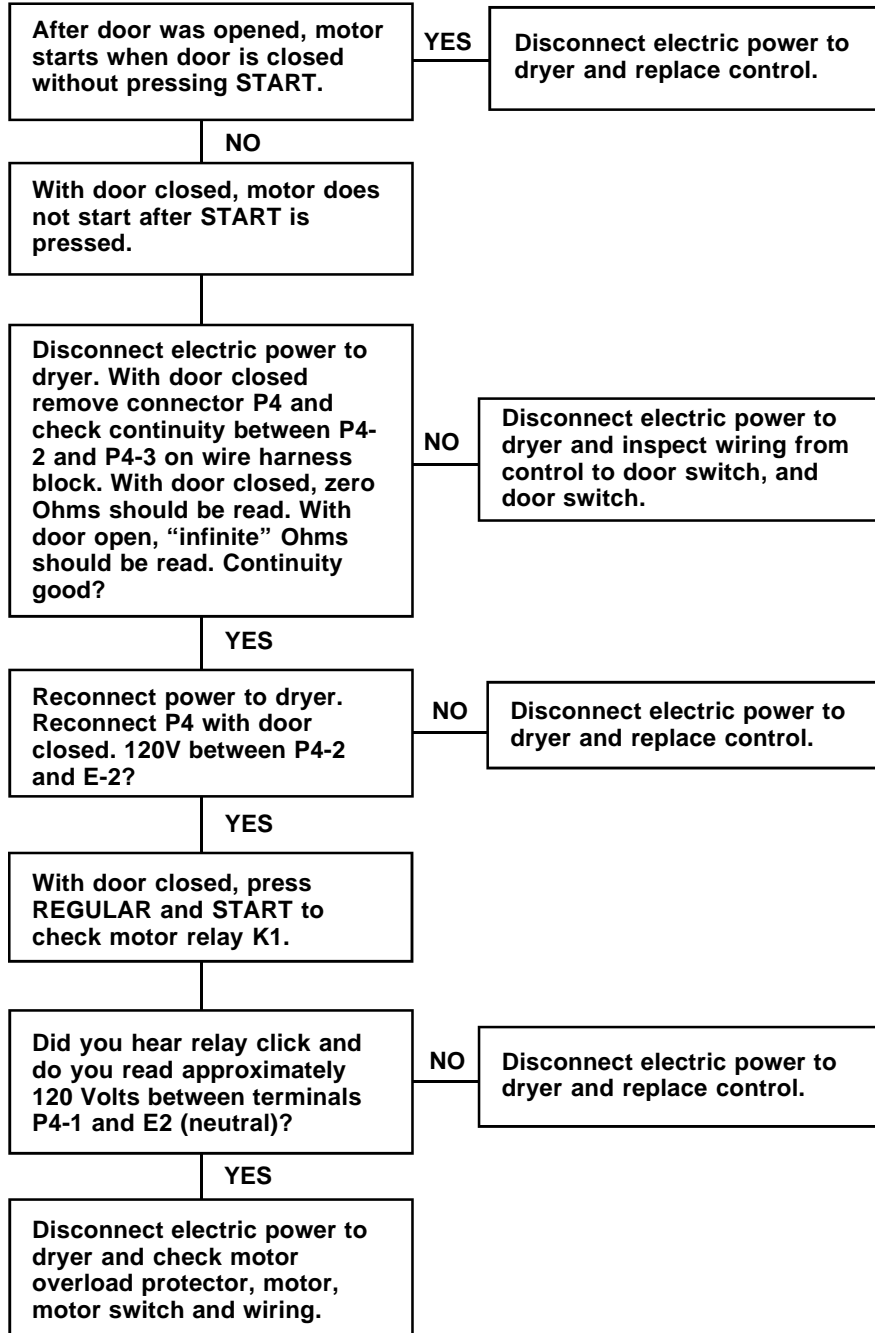 After door was opened, motor
starts when door is closed
without pressing START.
YES
Disconnect electric power to
dryer and replace control.
NO
With door closed, motor does
not start after START is
pressed.
Disconnect electric power to
dryer. With door closed
remove connector P4 and
check continuity between P4-
2 and P4-3 on wire harness
block. With door closed, zero
Ohms should be read. With
door open, “infinite” Ohms
should be read. Continuity
good?
NO
Disconnect electric power to
dryer and inspect wiring from
control to door switch, and
door switch.
YES
Reconnect power to dryer.
Reconnect P4 with door
closed. 120V between P4-2
and E-2?
NO
Disconnect electric power to
dryer and replace control.
YES
With door closed, press
REGULAR and START to
check motor relay K1.
Did you hear relay click and
do you read approximately
120 Volts between terminals
P4-1 and E2 (neutral)?
NO
Disconnect electric power to
dryer and replace control.
YES
Disconnect electric power to
dryer and check motor
overload protector, motor,
motor switch and wiring.